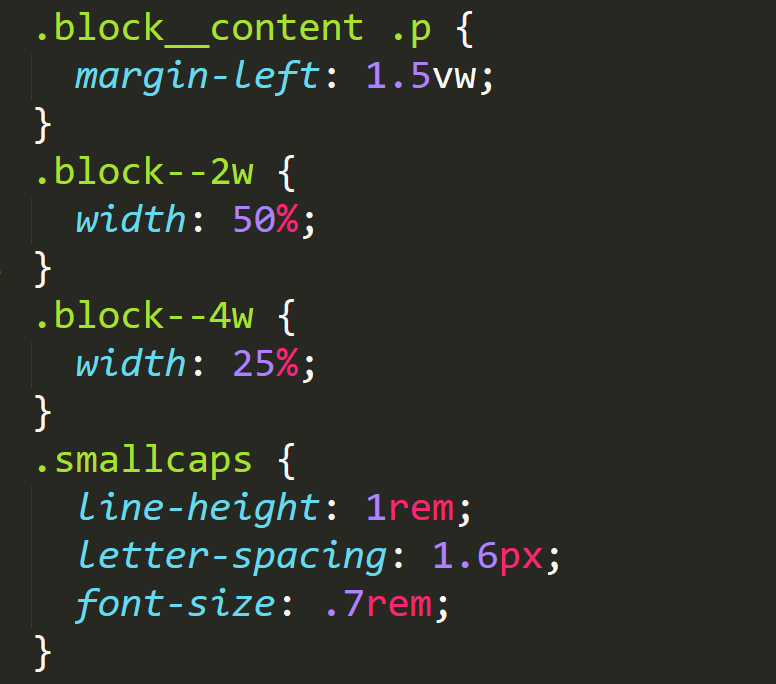 .block__content .p {
  margin-left: 1.5vw;
}
.block--2w {
  width: 50%;
}
.block--4w {
  width: 25%;
}
.smallcaps {
  line-height: 1rem;
  letter-spacing: 1.6px;
  font-size: .7rem;
}